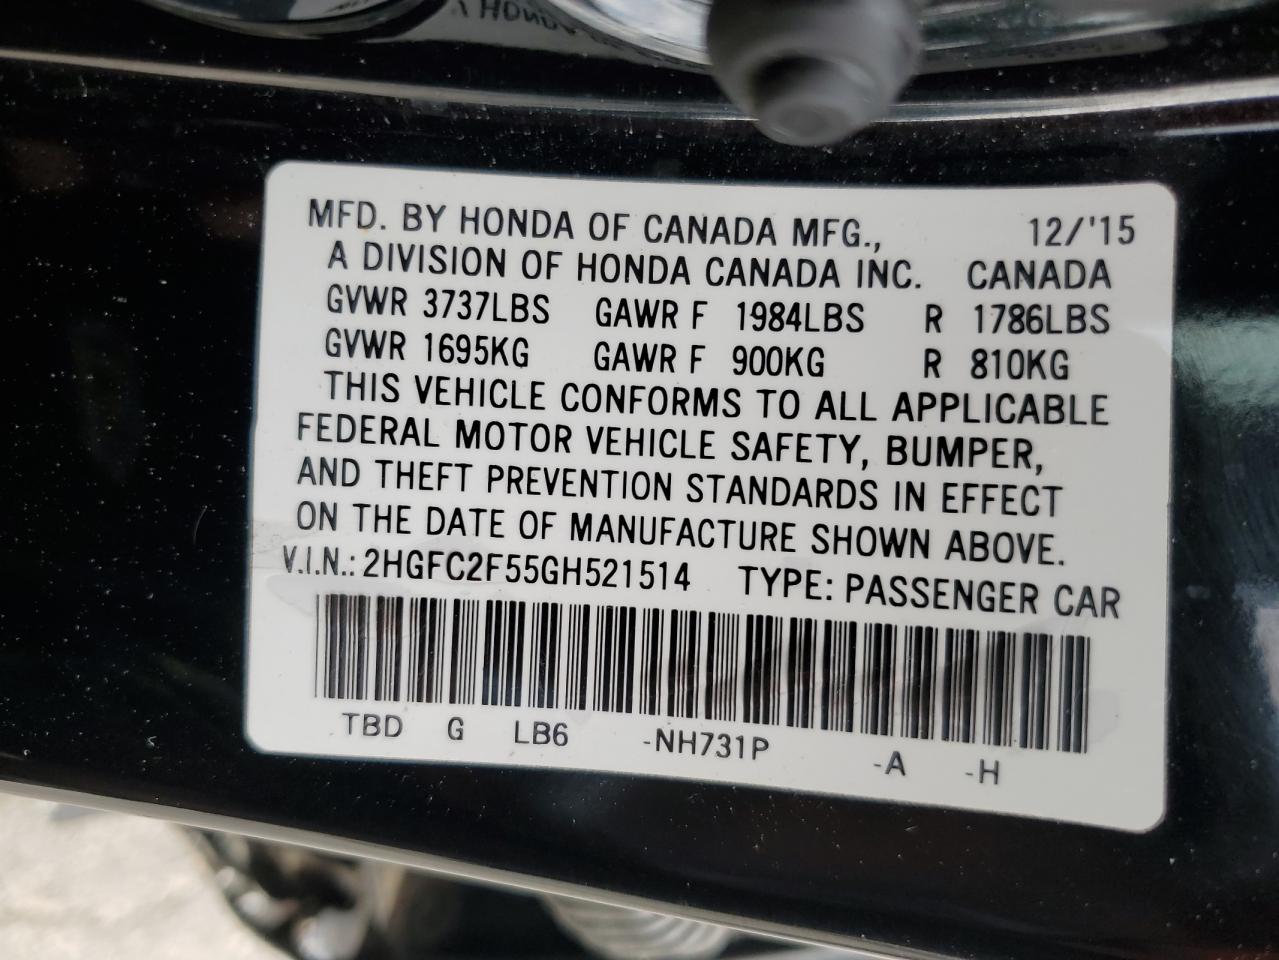 MFD. BY HONDA OF CANADA MFG., 12/'15
A DIVISION OF HONDA CANADA INC. CANADA
GVWR 3737LBS GAWR F 1984LBS R 1786LBS
GVWR 1695KG GAWR F 900KG R 810KG
THIS VEHICLE CONFORMS TO ALL APPLICABLE
FEDERAL MOTOR VEHICLE SAFETY, BUMPER,
AND THEFT PREVENTION STANDARDS IN EFFECT
ON THE DATE OF MANUFACTURE SHOWN ABOVE.
V.I.N.: 2HGFC2F55GH521514 TYPE: PASSENGER CAR
TBD G LB6 -NH731P -A -H